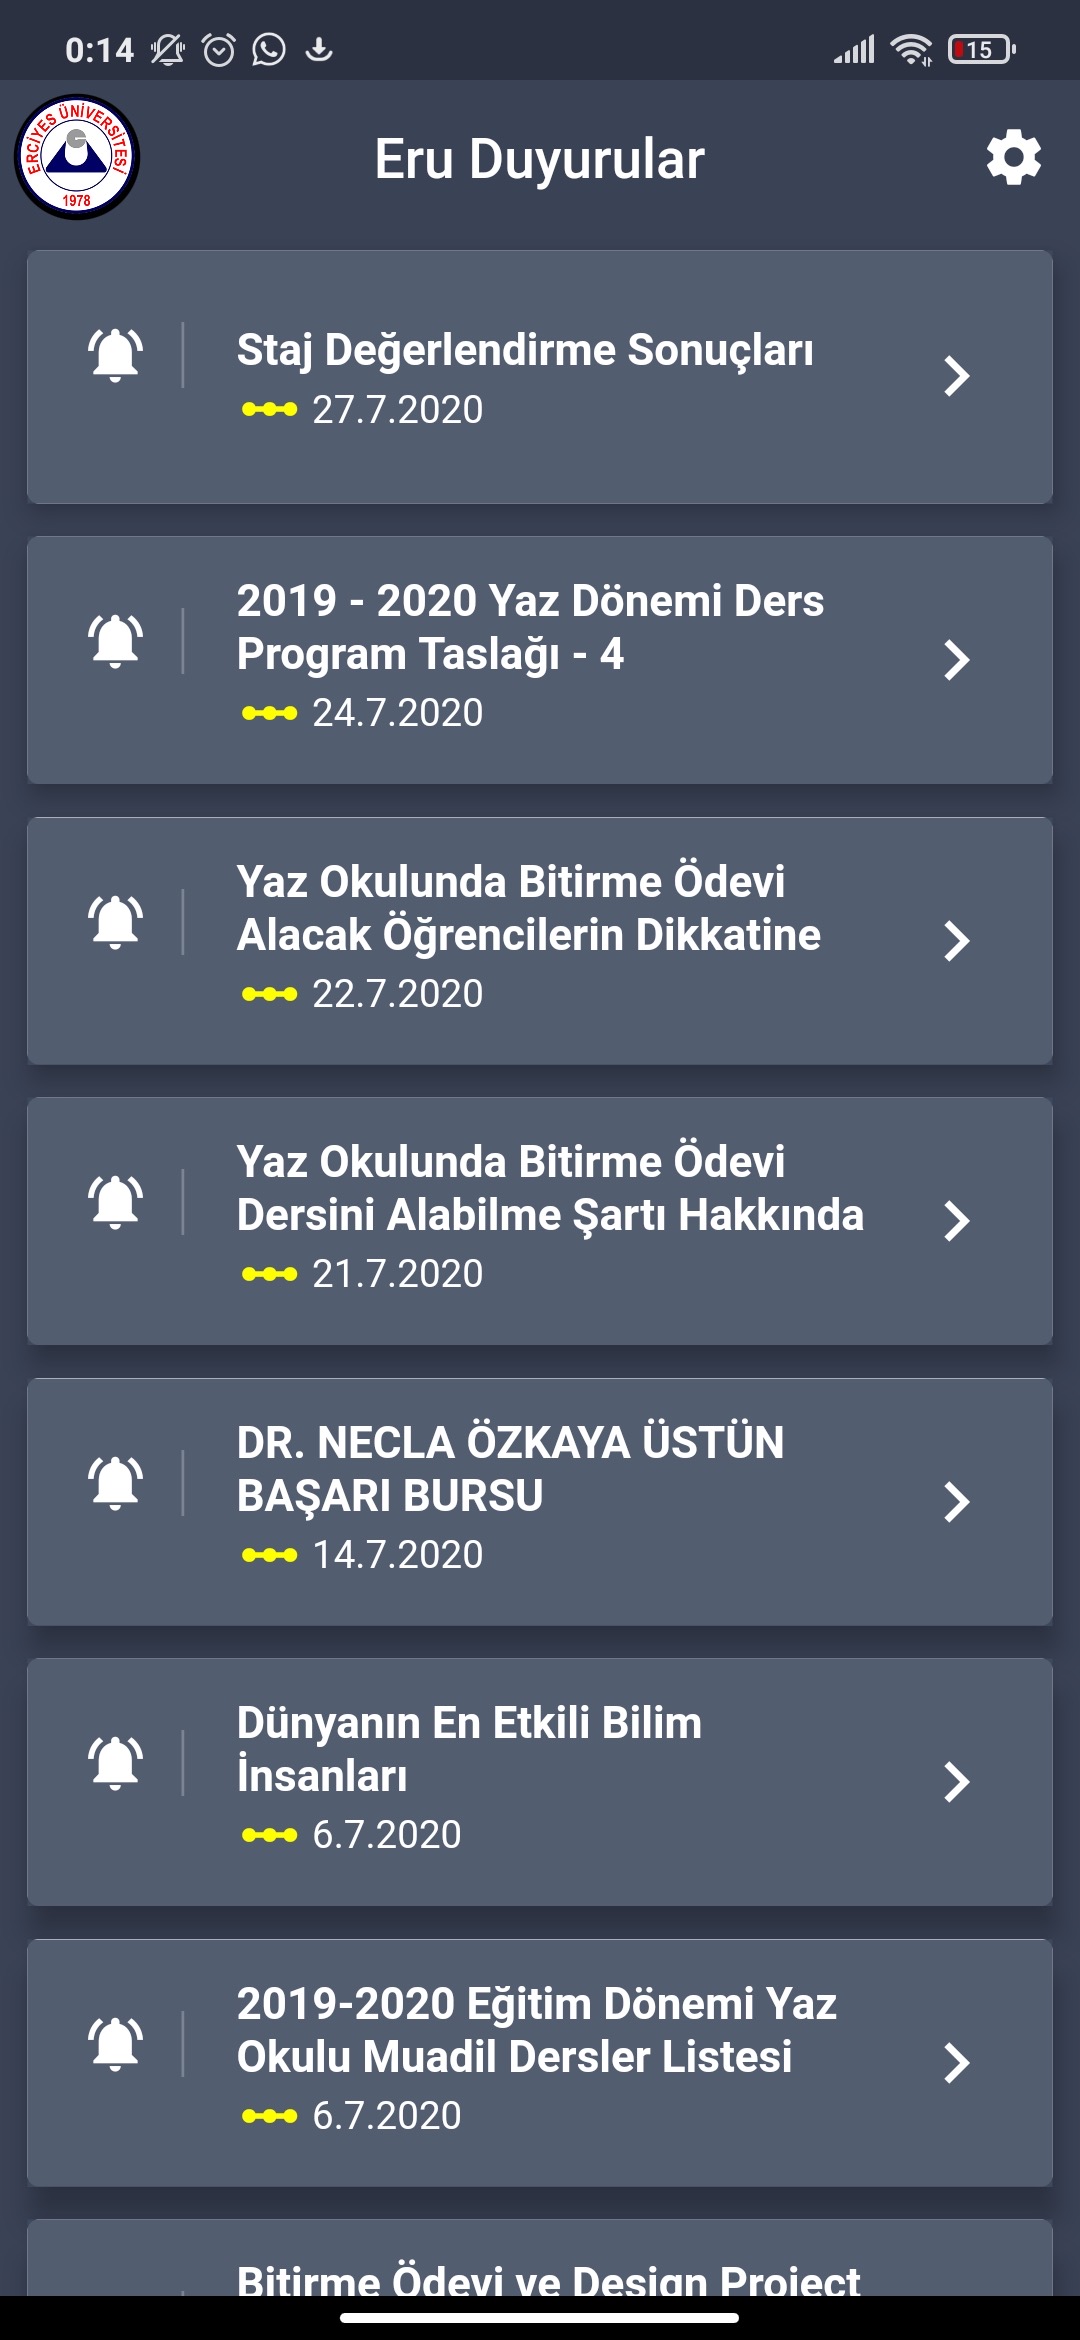 0:14
15
ERCİYES ÜNİVERSİTESİ
1978
Eru Duyurular
Staj Değerlendirme Sonuçları
27.7.2020
2019 - 2020 Yaz Dönemi Ders
Program Taslağı - 4
24.7.2020
Yaz Okulunda Bitirme Ödevi
Alacak Öğrencilerin Dikkatine
22.7.2020
Yaz Okulunda Bitirme Ödevi
Dersini Alabilme Şartı Hakkında
21.7.2020
DR. NECLA ÖZKAYA ÜSTÜN
BAŞARI BURSU
14.7.2020
Dünyanın En Etkili Bilim
İnsanları
6.7.2020
2019-2020 Eğitim Dönemi Yaz
Okulu Muadil Dersler Listesi
6.7.2020
Bitirme Ödevi ve Design Project